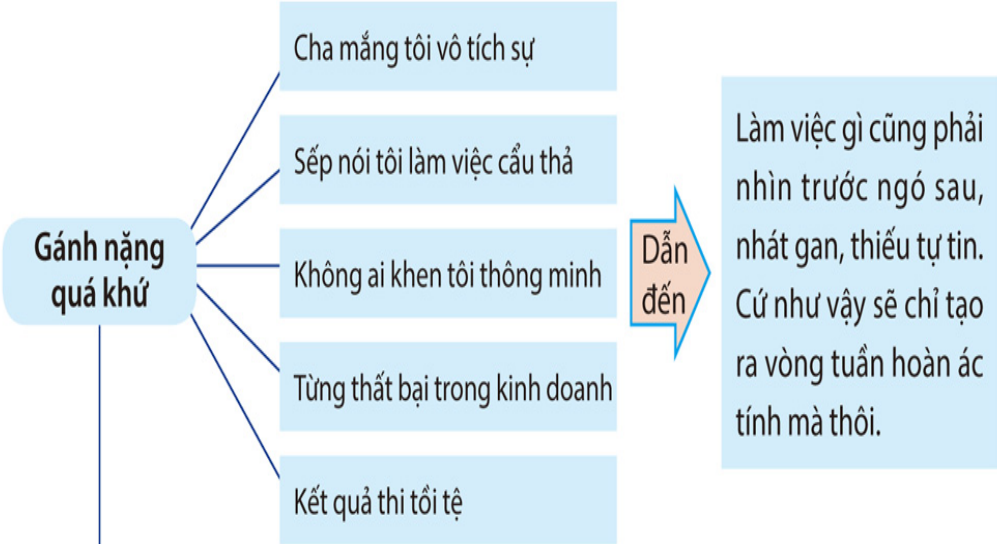 Gánh nặng
quá khứ
Cha mắng tôi vô tích sự
Sếp nói tôi làm việc cẩu thả
Không ai khen tôi thông minh
Từng thất bại trong kinh doanh
Kết quả thi tồi tệ
Dẫn
đến
Làm việc gì cũng phải
nhìn trước ngó sau,
nhát gan, thiếu tự tin.
Cứ như vậy sẽ chỉ tạo
ra vòng tuần hoàn ác
tính mà thôi.